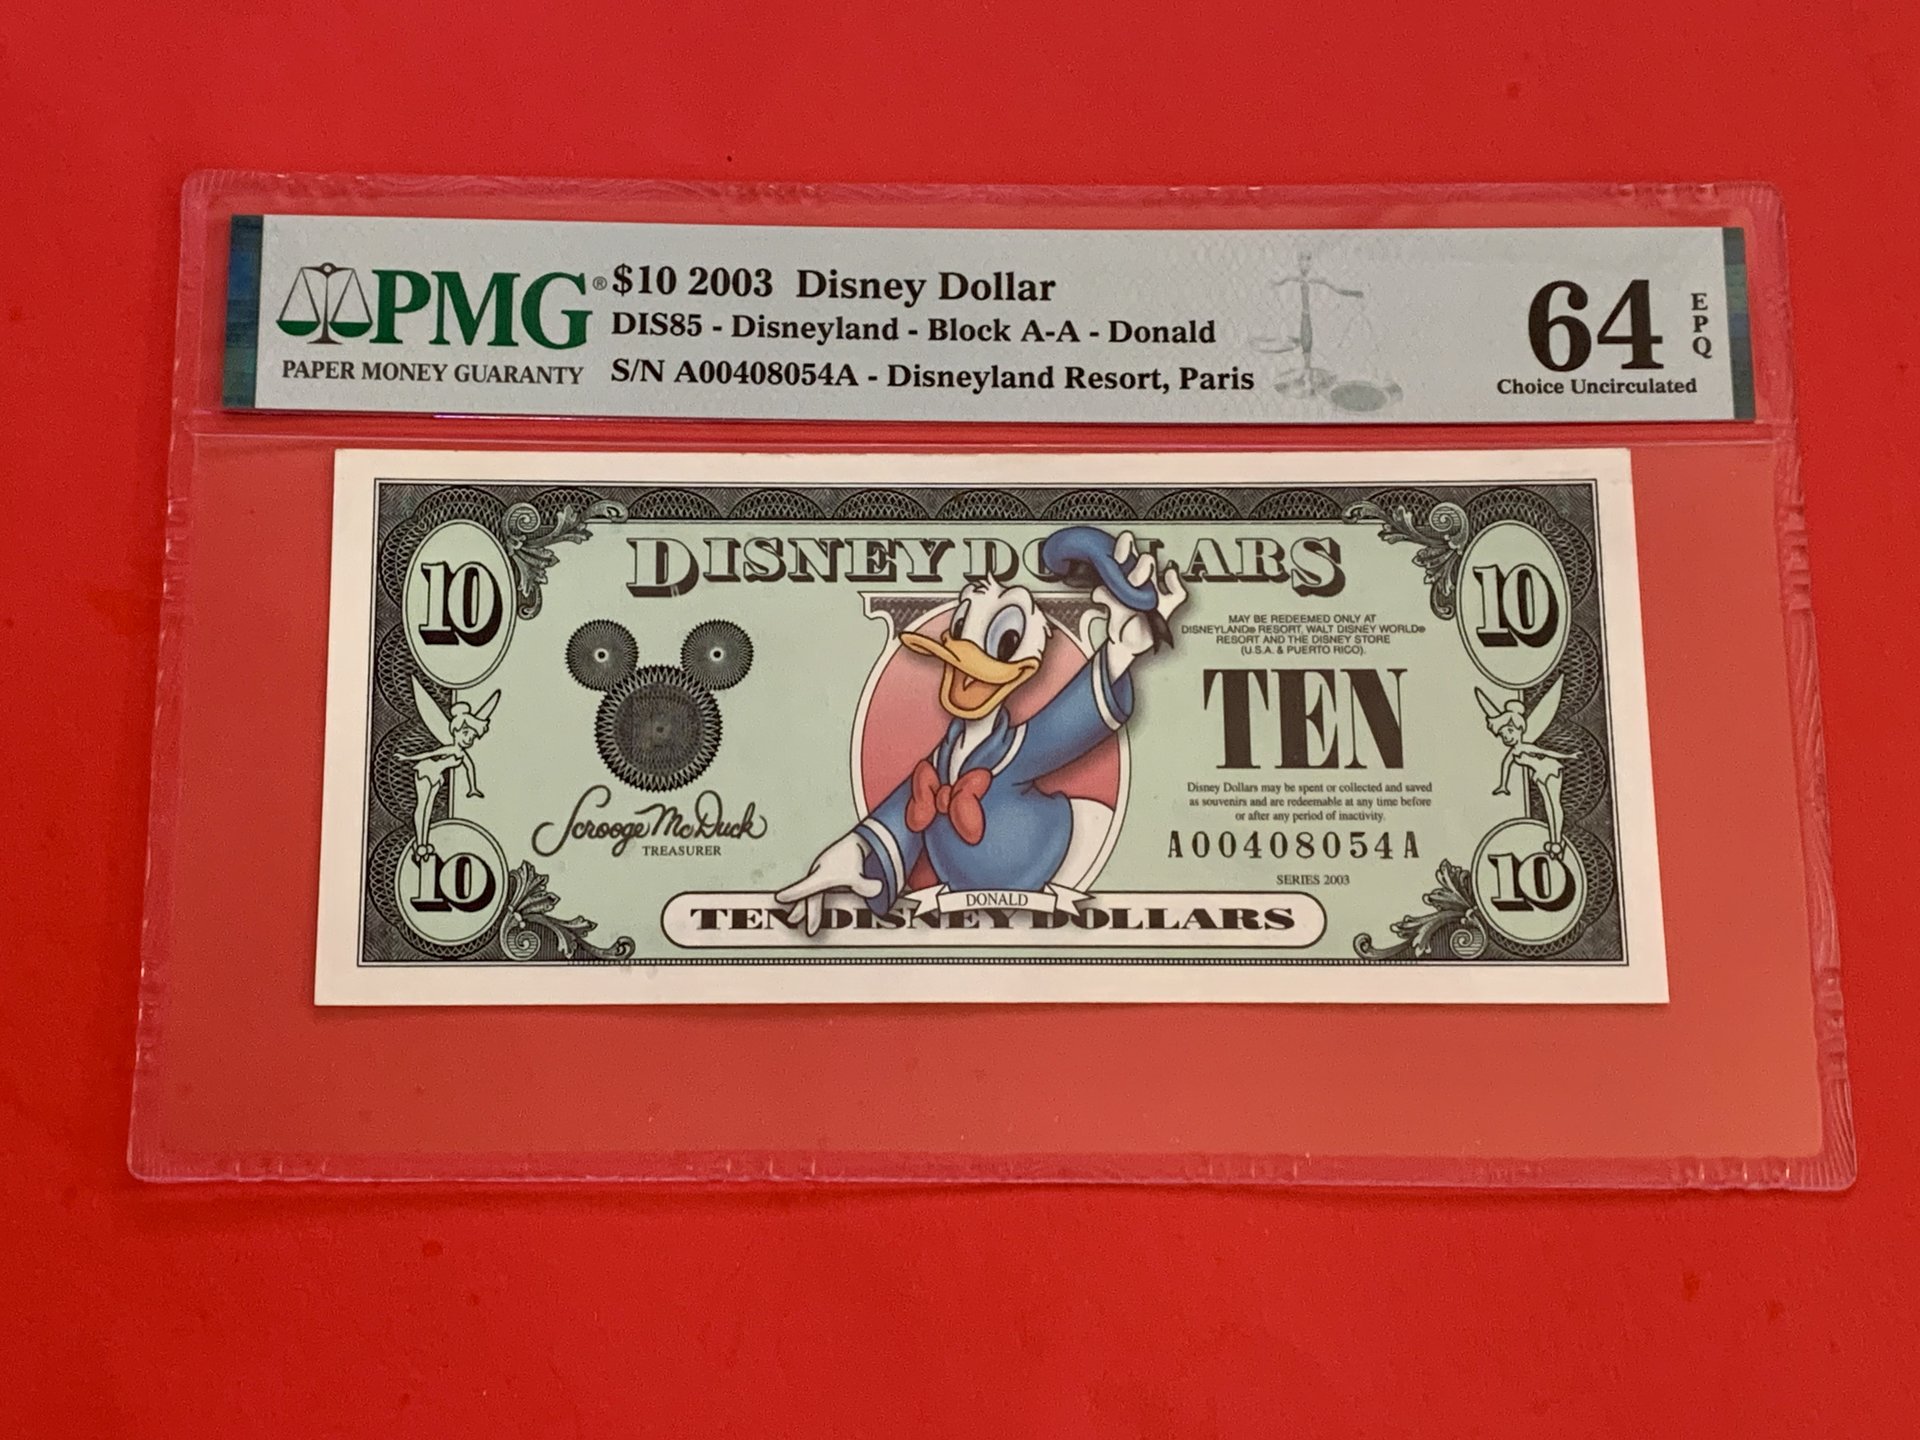 PMG®
PAPER MONEY GUARANTY
$10 2003 Disney Dollar
DIS85 - Disneyland - Block A-A - Donald
S/N A00408054A - Disneyland Resort, Paris
64
EPQ
Choice Uncirculated
10
DISNEY DOLLARS
10
MAY BE REDEEMED ONLY AT
DISNEYLAND® RESORT, WALT DISNEY WORLD®
RESORT AND THE DISNEY STORE
(U.S.A. & PUERTO RICO).
TEN
Disney Dollars may be spent or collected and saved
as souvenirs and are redeemable at any time before
or after any period of inactivity.
Scrooge McDuck
TREASURER
A00408054A
SERIES 2003
10
DONALD
TEN DISNEY DOLLARS
10